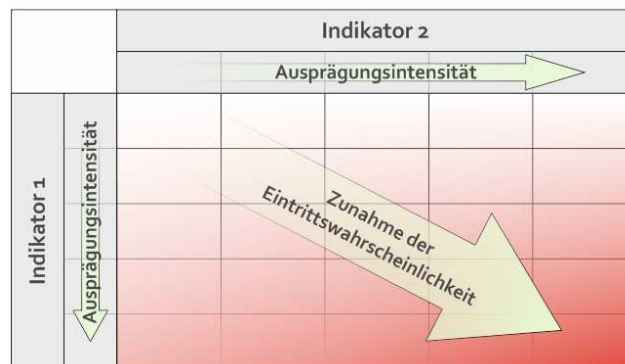 Indikator 2
Ausprägungsintensität
Indikator 1
Ausprägungsintensität
Zunahme der
Eintrittswahrscheinlichkeit